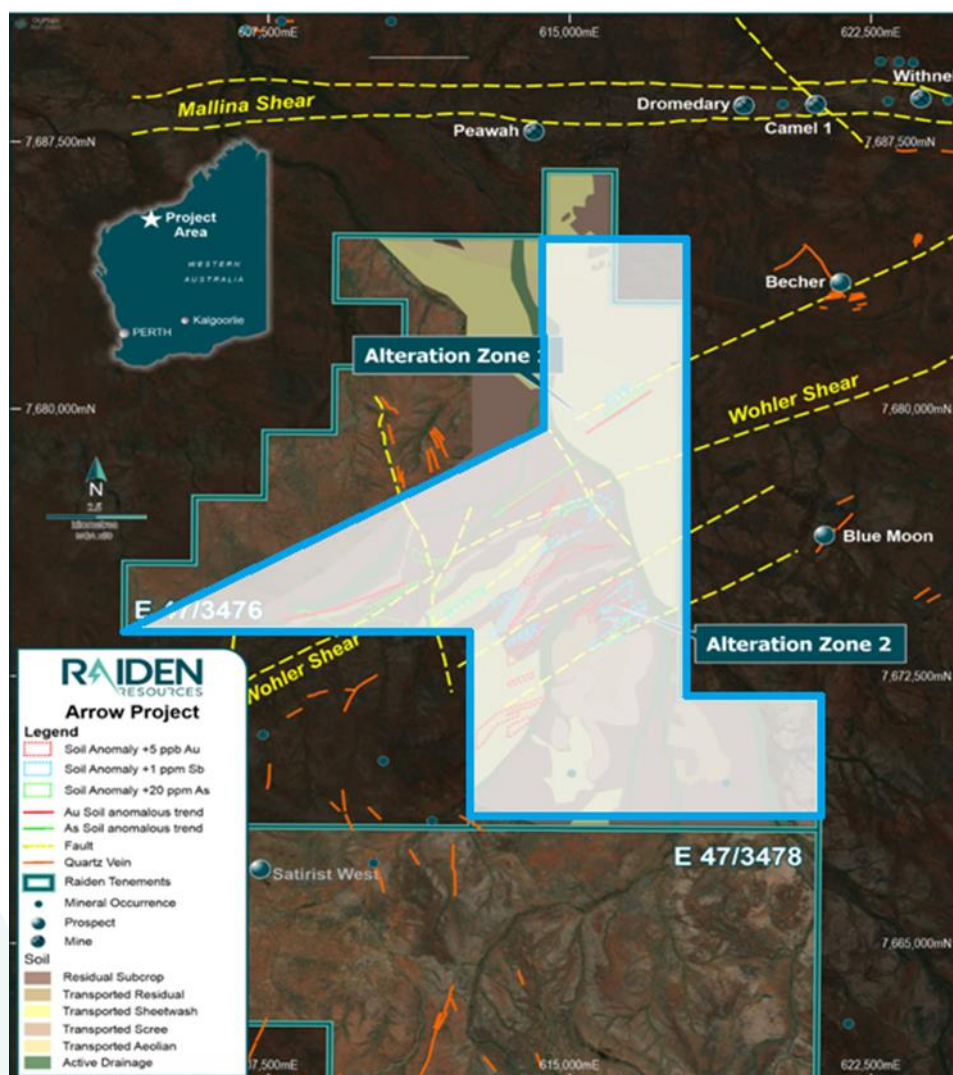 607,500mE
615,000mE
622,500mE
Mallina Shear
Peawah
Dromedary
Camel 1
7,687,500mN
7,687,500mN
Project
Area
WESTERN
AUSTRALIA
Kalgoorlie
PERTH
Becher
Alteration Zone
7,680,000mN
Wohler Shear
7,680,000mN
N
2.5
Blue Moon
E 47/3476
Wohler Shear
Alteration Zone 2
7,672,500mN
RAIDEN
RESOURCES
Arrow Project
Legend
Soil Anomaly +5 ppb Au
Soil Anomaly +1 ppm Sb
Soil Anomaly +20 ppm As
Au Soil anomalous trend
As Soil anomalous trend
Fault
Quartz Vein
Raiden Tenements
Mineral Occurrence
Prospect
Mine
Soil
Residual Subcrop
Transported Residual
Transported Sheetwash
Transported Scree
Transported Aeolian
Active Drainage
E 47/3478
Satirist West
7,665,000mN
07,500mE
615,000mE
622,500mE